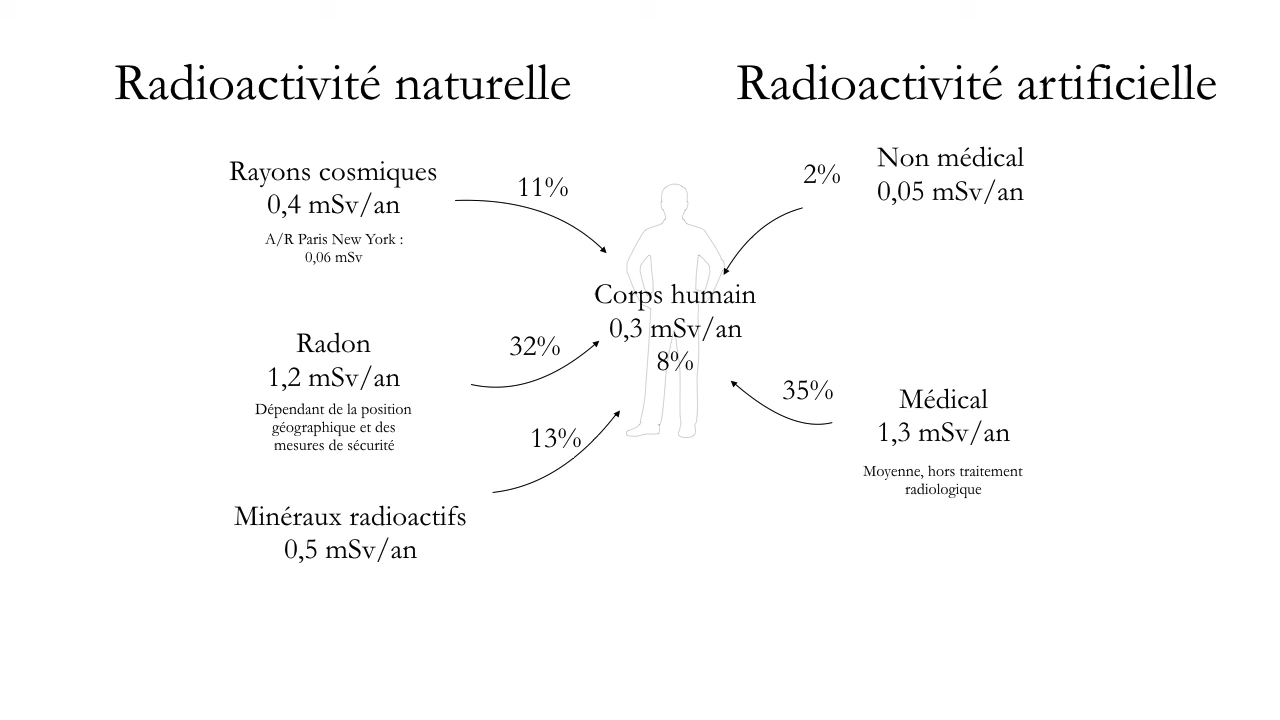 Radioactivité naturelle
Radioactivité artificielle
Rayons cosmiques
0,4 mSv/an
A/R Paris New York :
0,06 mSv
11%
Radon
1,2 mSv/an
Dépendant de la position
géographique et des
mesures de sécurité
32%
Minéraux radioactifs
0,5 mSv/an
13%
Corps humain
0,3 mSv/an
8%
2%
Non médical
0,05 mSv/an
35%
Médical
1,3 mSv/an
Moyenne, hors traitement
radiologique